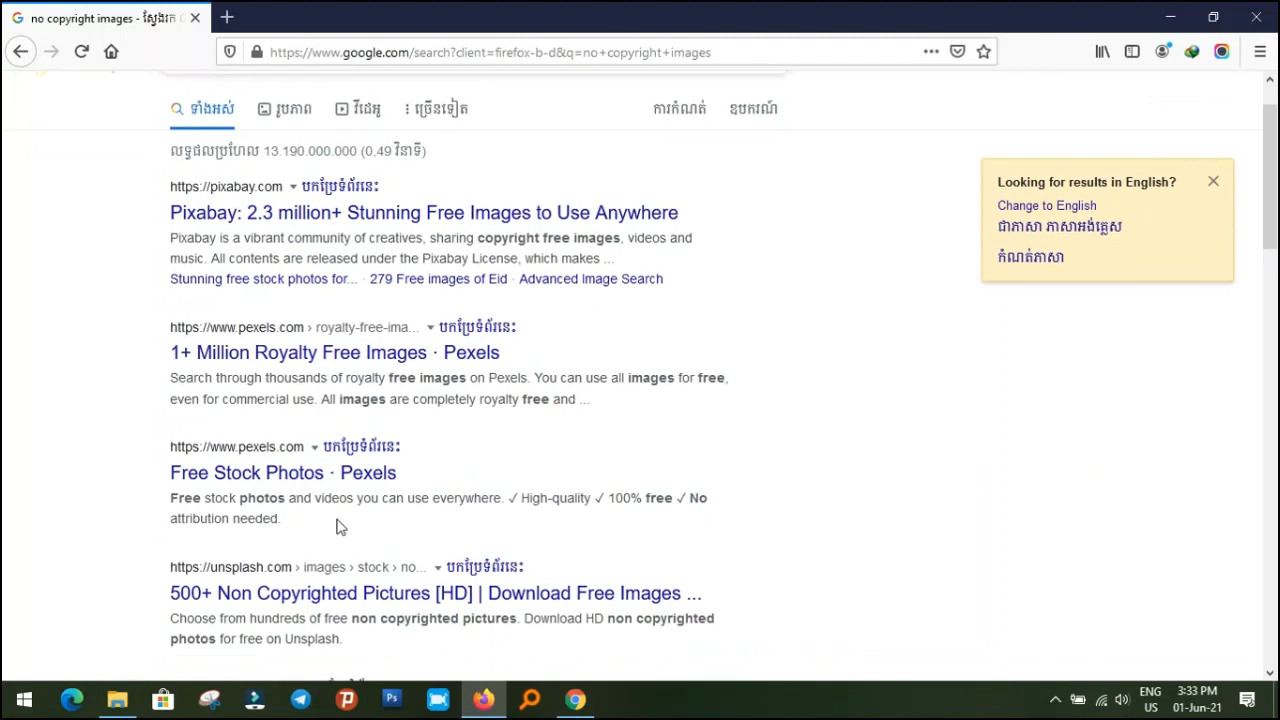 no copyright images - ស្វែងរក
https://www.google.com/search?client=firefox-b-d&q=no+copyright+images
ទាំងអស់ រូបភាព វីដេអូ ច្រើនទៀត ការកំណត់ ឧបករណ៍
លទ្ធផលប្រហែល 13.190.000.000 (0,49 វិនាទី)
https://pixabay.com បកប្រែទំព័រនេះ
Pixabay: 2.3 million+ Stunning Free Images to Use Anywhere
Pixabay is a vibrant community of creatives, sharing copyright free images, videos and
music. All contents are released under the Pixabay License, which makes ...
Stunning free stock photos for... · 279 Free images of Eid · Advanced Image Search
https://www.pexels.com › royalty-free-ima... បកប្រែទំព័រនេះ
1+ Million Royalty Free Images · Pexels
Search through thousands of royalty free images on Pexels. You can use all images for free,
even for commercial use. All images are completely royalty free and ...
https://www.pexels.com បកប្រែទំព័រនេះ
Free Stock Photos · Pexels
Free stock photos and videos you can use everywhere. ✓ High-quality ✓ 100% free ✓ No
attribution needed.
https://unsplash.com › images › stock › no... បកប្រែទំព័រនេះ
500+ Non Copyrighted Pictures [HD] | Download Free Images ...
Choose from hundreds of free non copyrighted pictures. Download HD non copyrighted
photos for free on Unsplash.
Looking for results in English?
Change to English
ជាភាសា ភាសាអង់គ្លេស
កំណត់ភាសា
Ps
ENG
US
3:33 PM
01-Jun-21